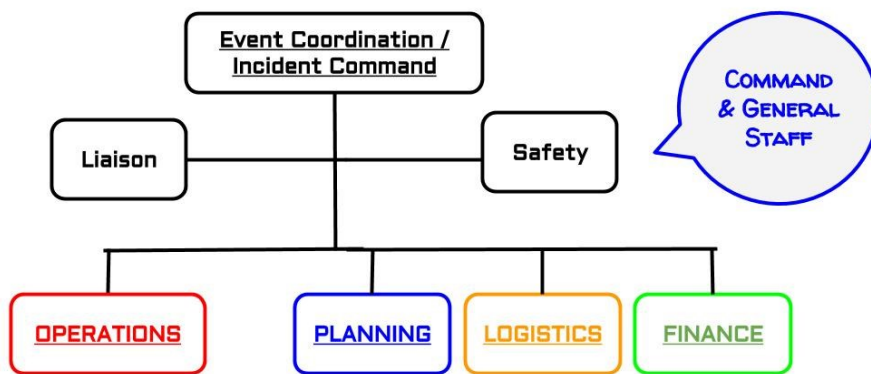 Event Coordination /
Incident Command
Command
& General
Staff
Liaison
Safety
OPERATIONS
PLANNING
LOGISTICS
FINANCE